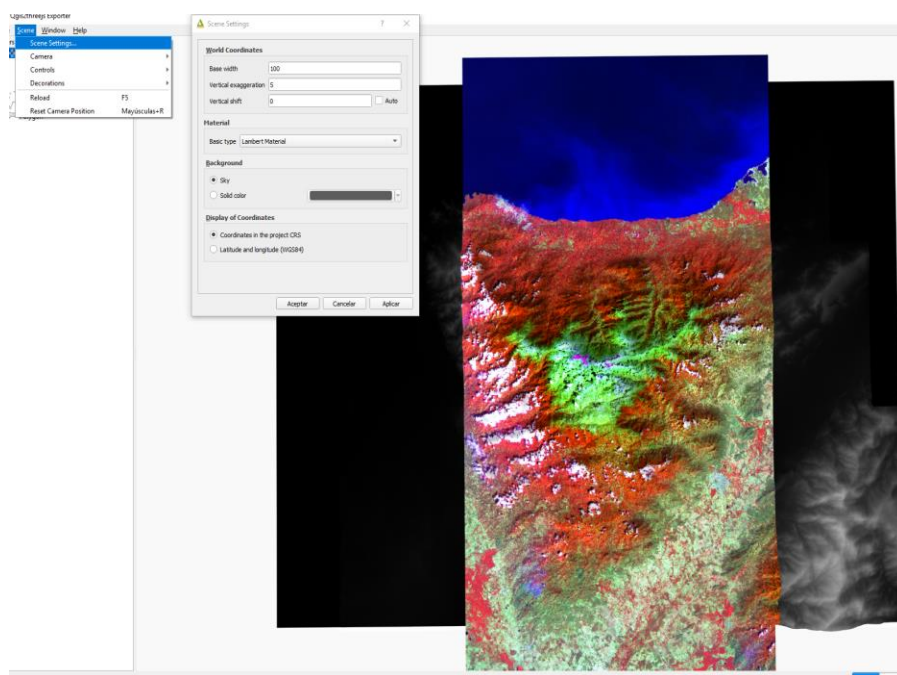 Qgis2threejs Exporter
Scene Window Help
Scene Settings...
Camera
Controls
Decorations
Reload F5
Reset Camera Position Mayúsculas+R
Polygon
Scene Settings ? ×
World Coordinates
Base width 100
Vertical exaggeration 5
Vertical shift 0 Auto
Material
Basic type Lambert Material
Background
Sky
Solid color
Display of Coordinates
Coordinates in the project CRS
Latitude and longitude (WGS84)
Aceptar Cancelar Aplicar